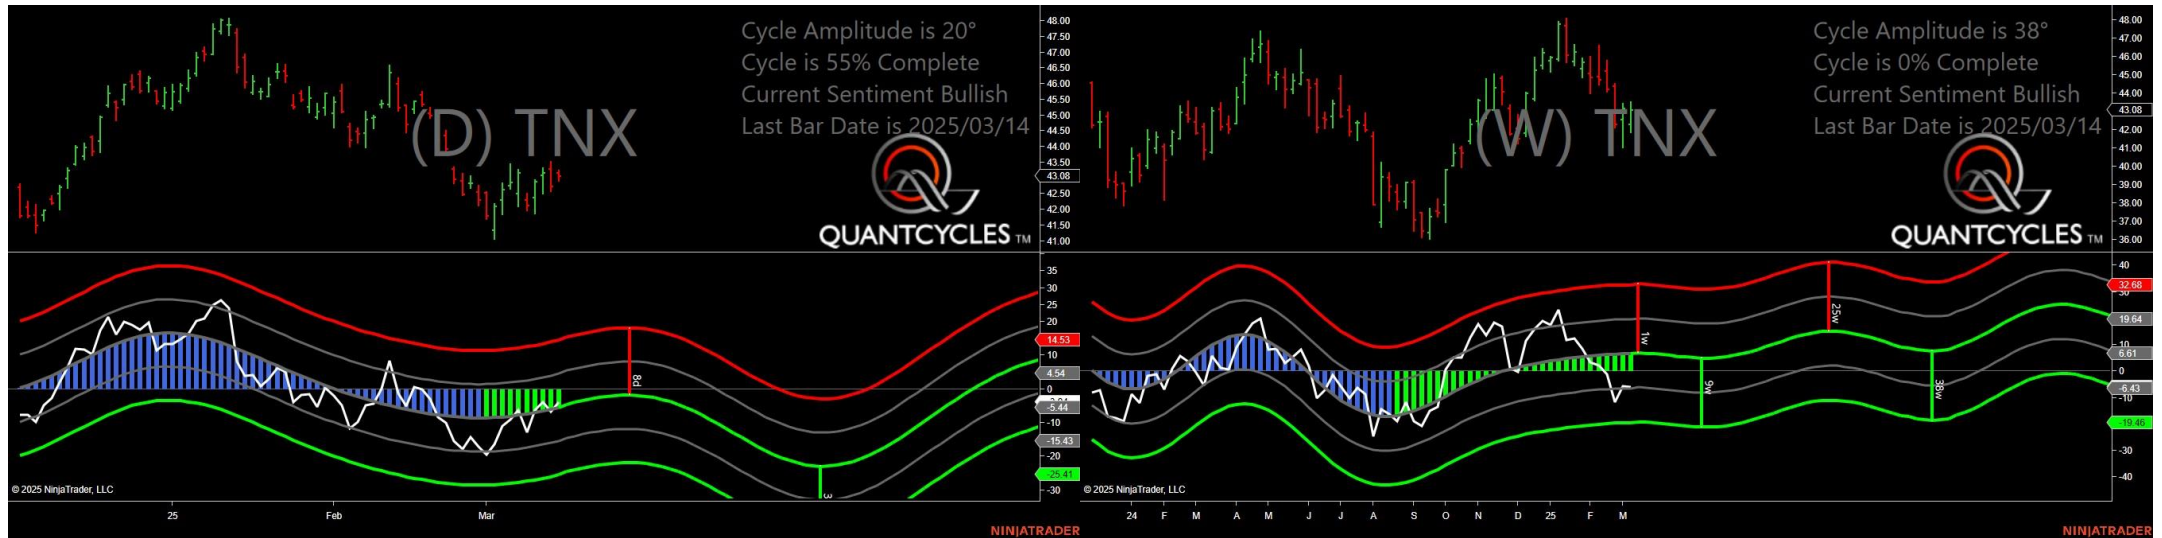 Cycle Amplitude is 20°
Cycle is 55% Complete
Current Sentiment Bullish
Last Bar Date is 2025/03/14
(D) TNX
QUANTCYCLES TM
48.00
47.50
47.00
46.50
46.00
45.50
45.00
44.50
44.00
43.50
43.08
42.50
42.00
41.50
41.00
35
30
25
20
14.53
10
4.54
0
-5.44
-10
-15.43
-20
-25.41
-30
8d
3
© 2025 NinjaTrader, LLC
25 Feb Mar
NINJATRADER
Cycle Amplitude is 38°
Cycle is 0% Complete
Current Sentiment Bullish
Last Bar Date is 2025/03/14
(W) TNX
QUANTCYCLES TM
48.00
47.00
46.00
45.00
44.00
43.08
42.00
41.00
40.00
39.00
38.00
37.00
36.00
40
32.68
30
19.64
10
6.61
0
-6.43
-10
-19.46
-30
-40
1w
9w
25w
38w
© 2025 NinjaTrader, LLC
24 F M A M J J A S O N D 25 F M
NINJATRADER